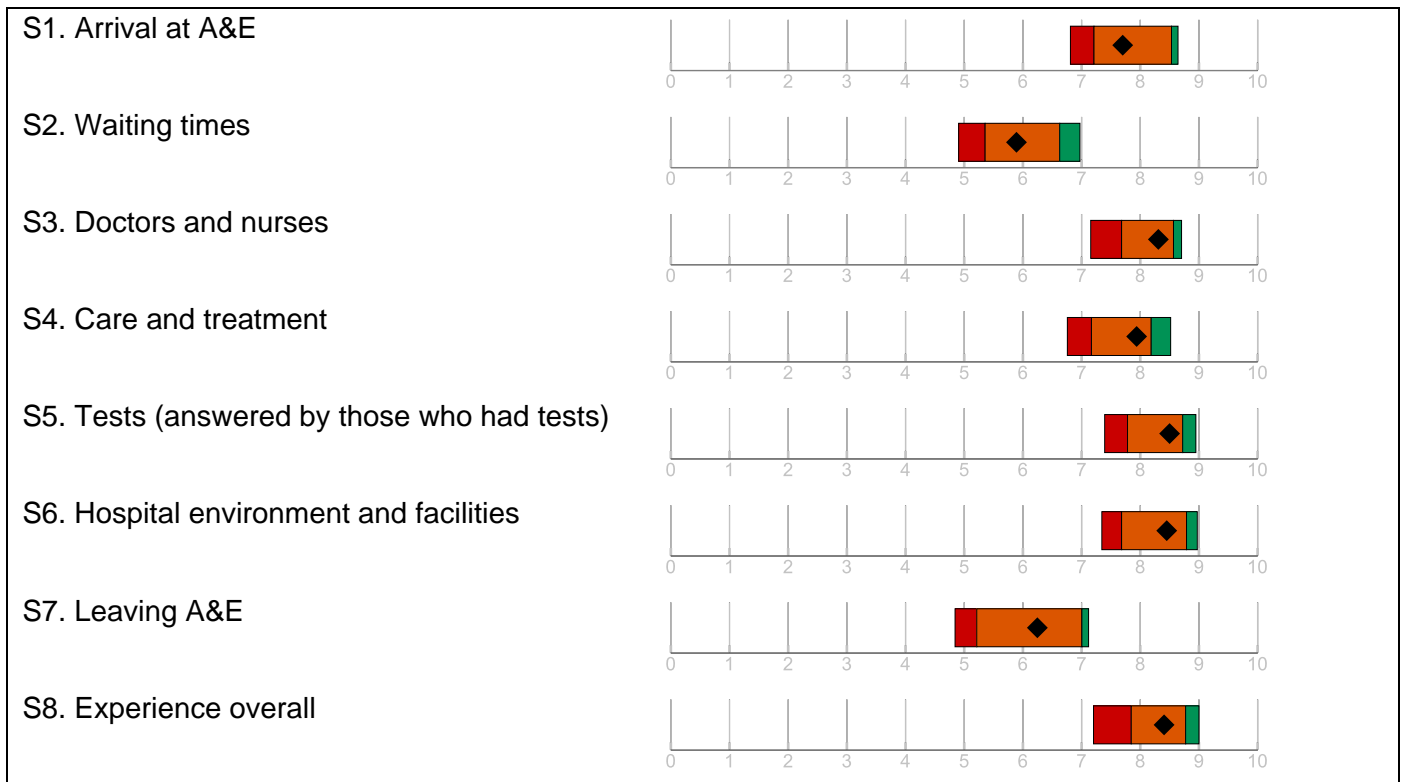 S1. Arrival at A&E
0 1 2 3 4 5 6 7 8 9 10
S2. Waiting times
0 1 2 3 4 5 6 7 8 9 10
S3. Doctors and nurses
0 1 2 3 4 5 6 7 8 9 10
S4. Care and treatment
0 1 2 3 4 5 6 7 8 9 10
S5. Tests (answered by those who had tests)
0 1 2 3 4 5 6 7 8 9 10
S6. Hospital environment and facilities
0 1 2 3 4 5 6 7 8 9 10
S7. Leaving A&E
0 1 2 3 4 5 6 7 8 9 10
S8. Experience overall
0 1 2 3 4 5 6 7 8 9 10